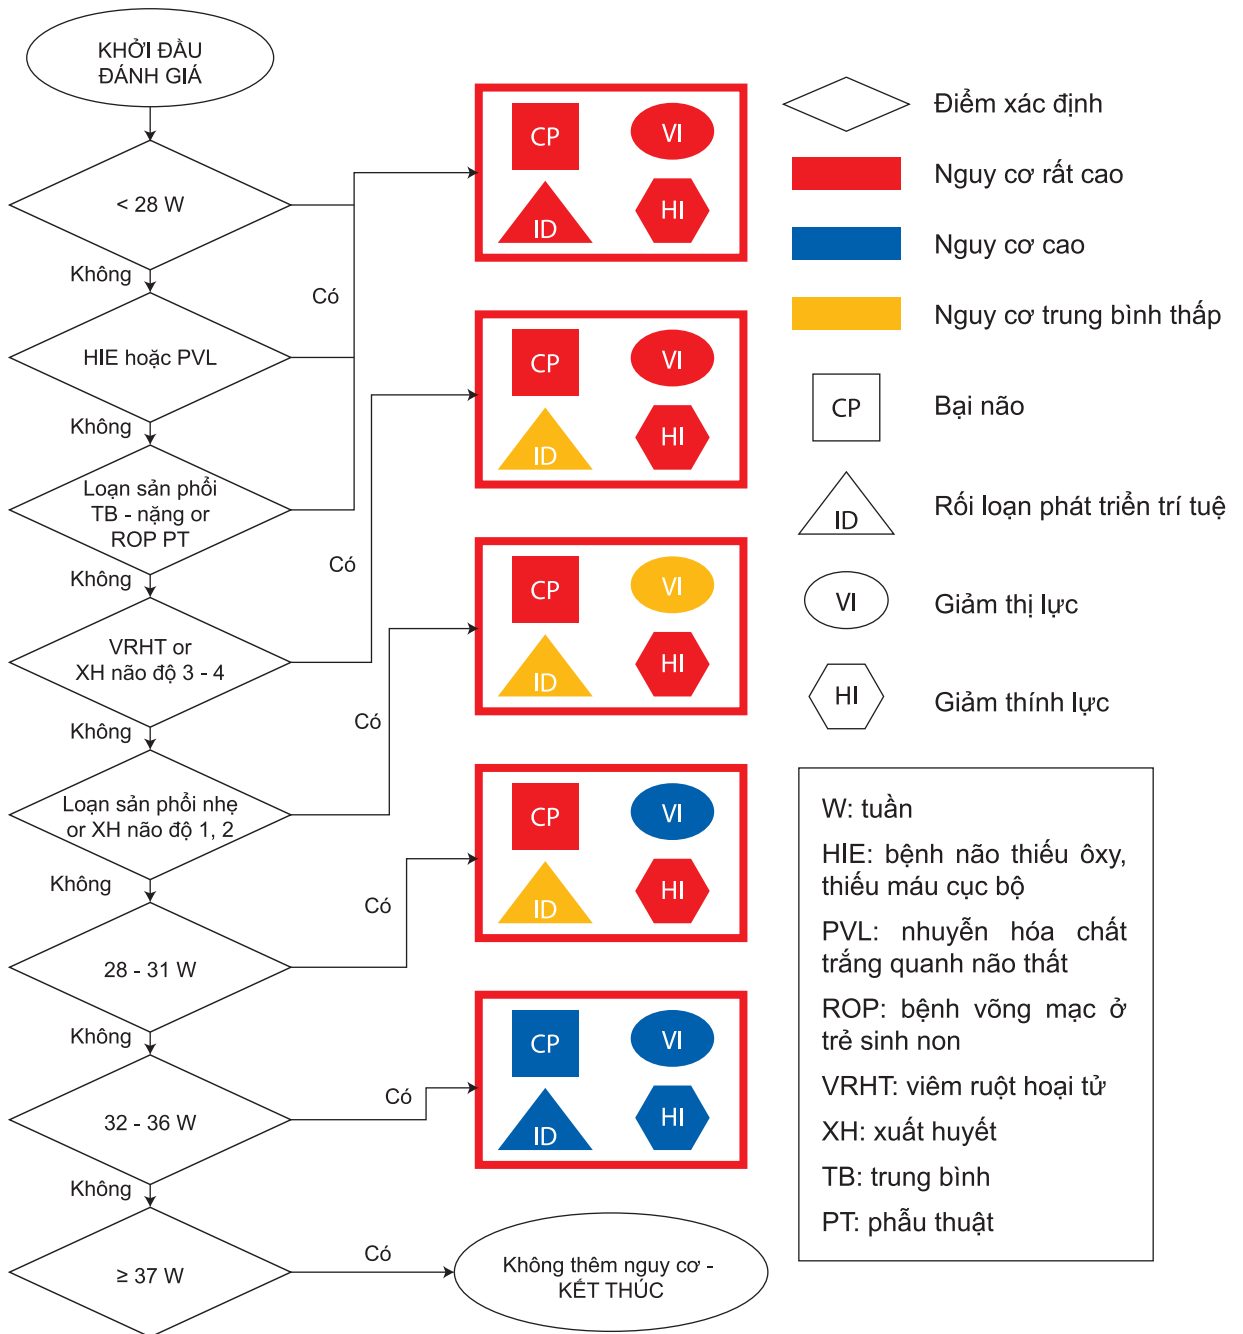 KHỞI ĐẦU
ĐÁNH GIÁ
< 28 W
Không
Có
HIE hoặc PVL
Không
Loạn sản phổi
TB - nặng or
ROP PT
Không
Có
VRHT or
XH não độ 3 - 4
Không
Có
Loạn sản phổi nhẹ
or XH não độ 1, 2
Không
Có
28 - 31 W
Không
Có
32 - 36 W
Không
Có
≥ 37 W
Không thêm nguy cơ -
KẾT THÚC
CP
VI
ID
HI
CP
VI
ID
HI
CP
VI
ID
HI
CP
VI
ID
HI
CP
VI
ID
HI
Điểm xác định
Nguy cơ rất cao
Nguy cơ cao
Nguy cơ trung bình thấp
CP
Bại não
ID
Rối loạn phát triển trí tuệ
VI
Giảm thị lực
HI
Giảm thính lực
W: tuần
HIE: bệnh não thiếu ôxy,
thiếu máu cục bộ
PVL: nhuyễn hóa chất
trắng quanh não thất
ROP: bệnh võng mạc ở
trẻ sinh non
VRHT: viêm ruột hoại tử
XH: xuất huyết
TB: trung bình
PT: phẫu thuật